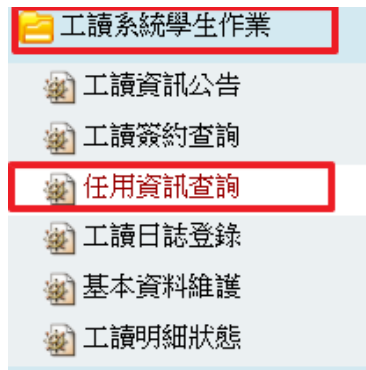 工讀系統學生作業
工讀資訊公告
工讀簽約查詢
任用資訊查詢
工讀日誌登錄
基本資料維護
工讀明細狀態